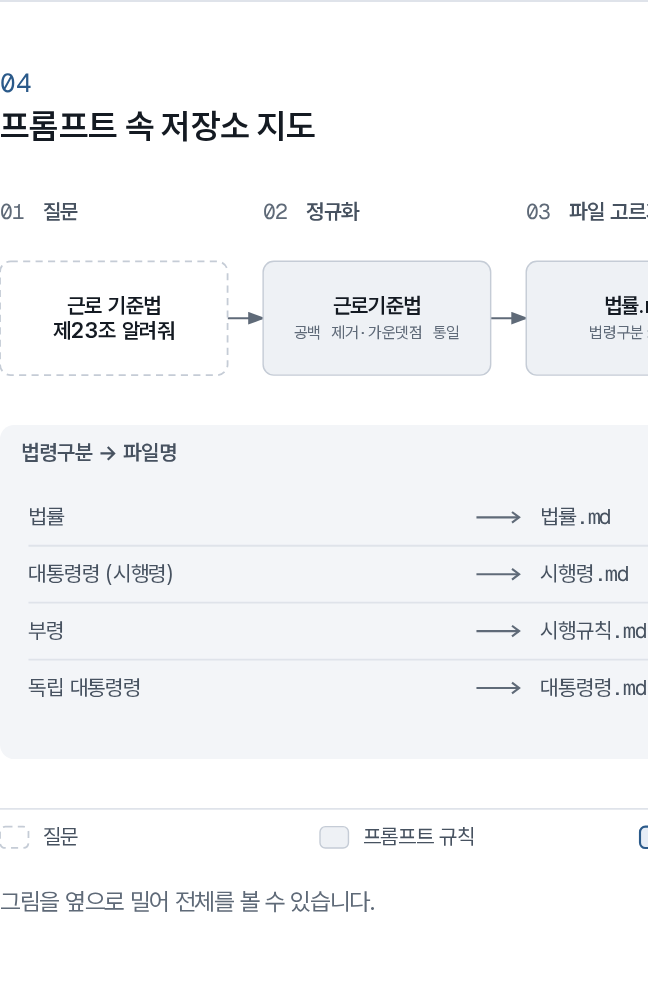 04
프롬프트 속 저장소 지도
01 질문
02 정규화
03 파일 고르
근로 기준법
제23조 알려줘
근로기준법
공백 제거·가운뎃점 통일
법률.
법령구분
법령구분 → 파일명
법률 → 법률.md
대통령령 (시행령) → 시행령.md
부령 → 시행규칙.md
독립 대통령령 → 대통령령.md
질문
프롬프트 규칙
그림을 옆으로 밀어 전체를 볼 수 있습니다.